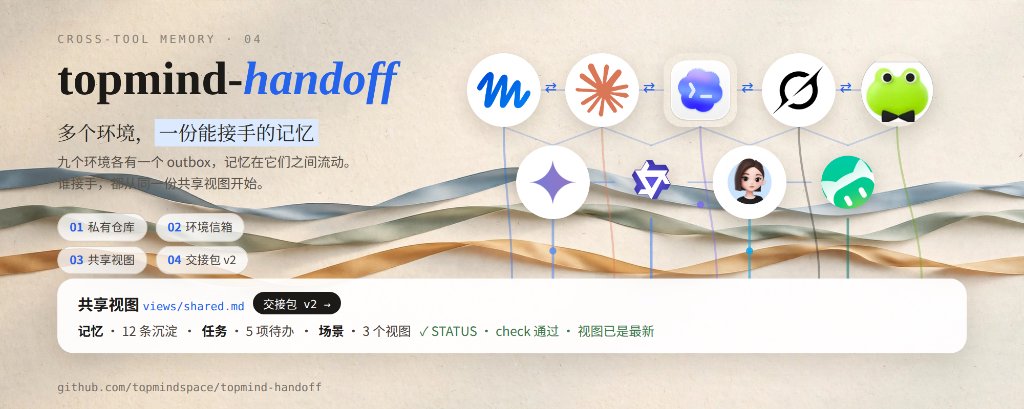 CROSS-TOOL MEMORY · 04
topmind-handoff
多个环境，一份能接手的记忆
九个环境各有一个 outbox，记忆在它们之间流动。
谁接手，都从同一份共享视图开始。
01 私有仓库 02 环境信箱
03 共享视图 04 交接包 v2
共享视图 views/shared.md 交接包 v2 →
记忆 · 12 条沉淀 · 任务 · 5 项待办 · 场景 · 3 个视图 ✓ STATUS · check 通过 · 视图已是最新
github.com/topmindspace/topmind-handoff